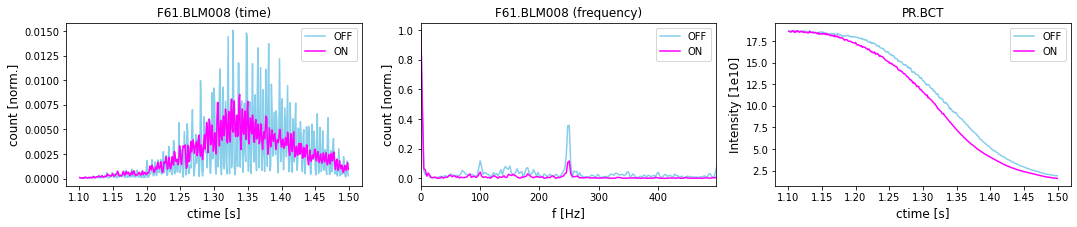 F61.BLM008 (time)
count [norm.]
0.0150
0.0125
0.0100
0.0075
0.0050
0.0025
0.0000
OFF
ON
1.10 1.15 1.20 1.25 1.30 1.35 1.40 1.45 1.50
ctime [s]
F61.BLM008 (frequency)
count [norm.]
1.0
0.8
0.6
0.4
0.2
0.0
OFF
ON
0 100 200 300 400
f [Hz]
PR.BCT
Intensity [1e10]
17.5
15.0
12.5
10.0
7.5
5.0
2.5
OFF
ON
1.10 1.15 1.20 1.25 1.30 1.35 1.40 1.45 1.50
ctime [s]